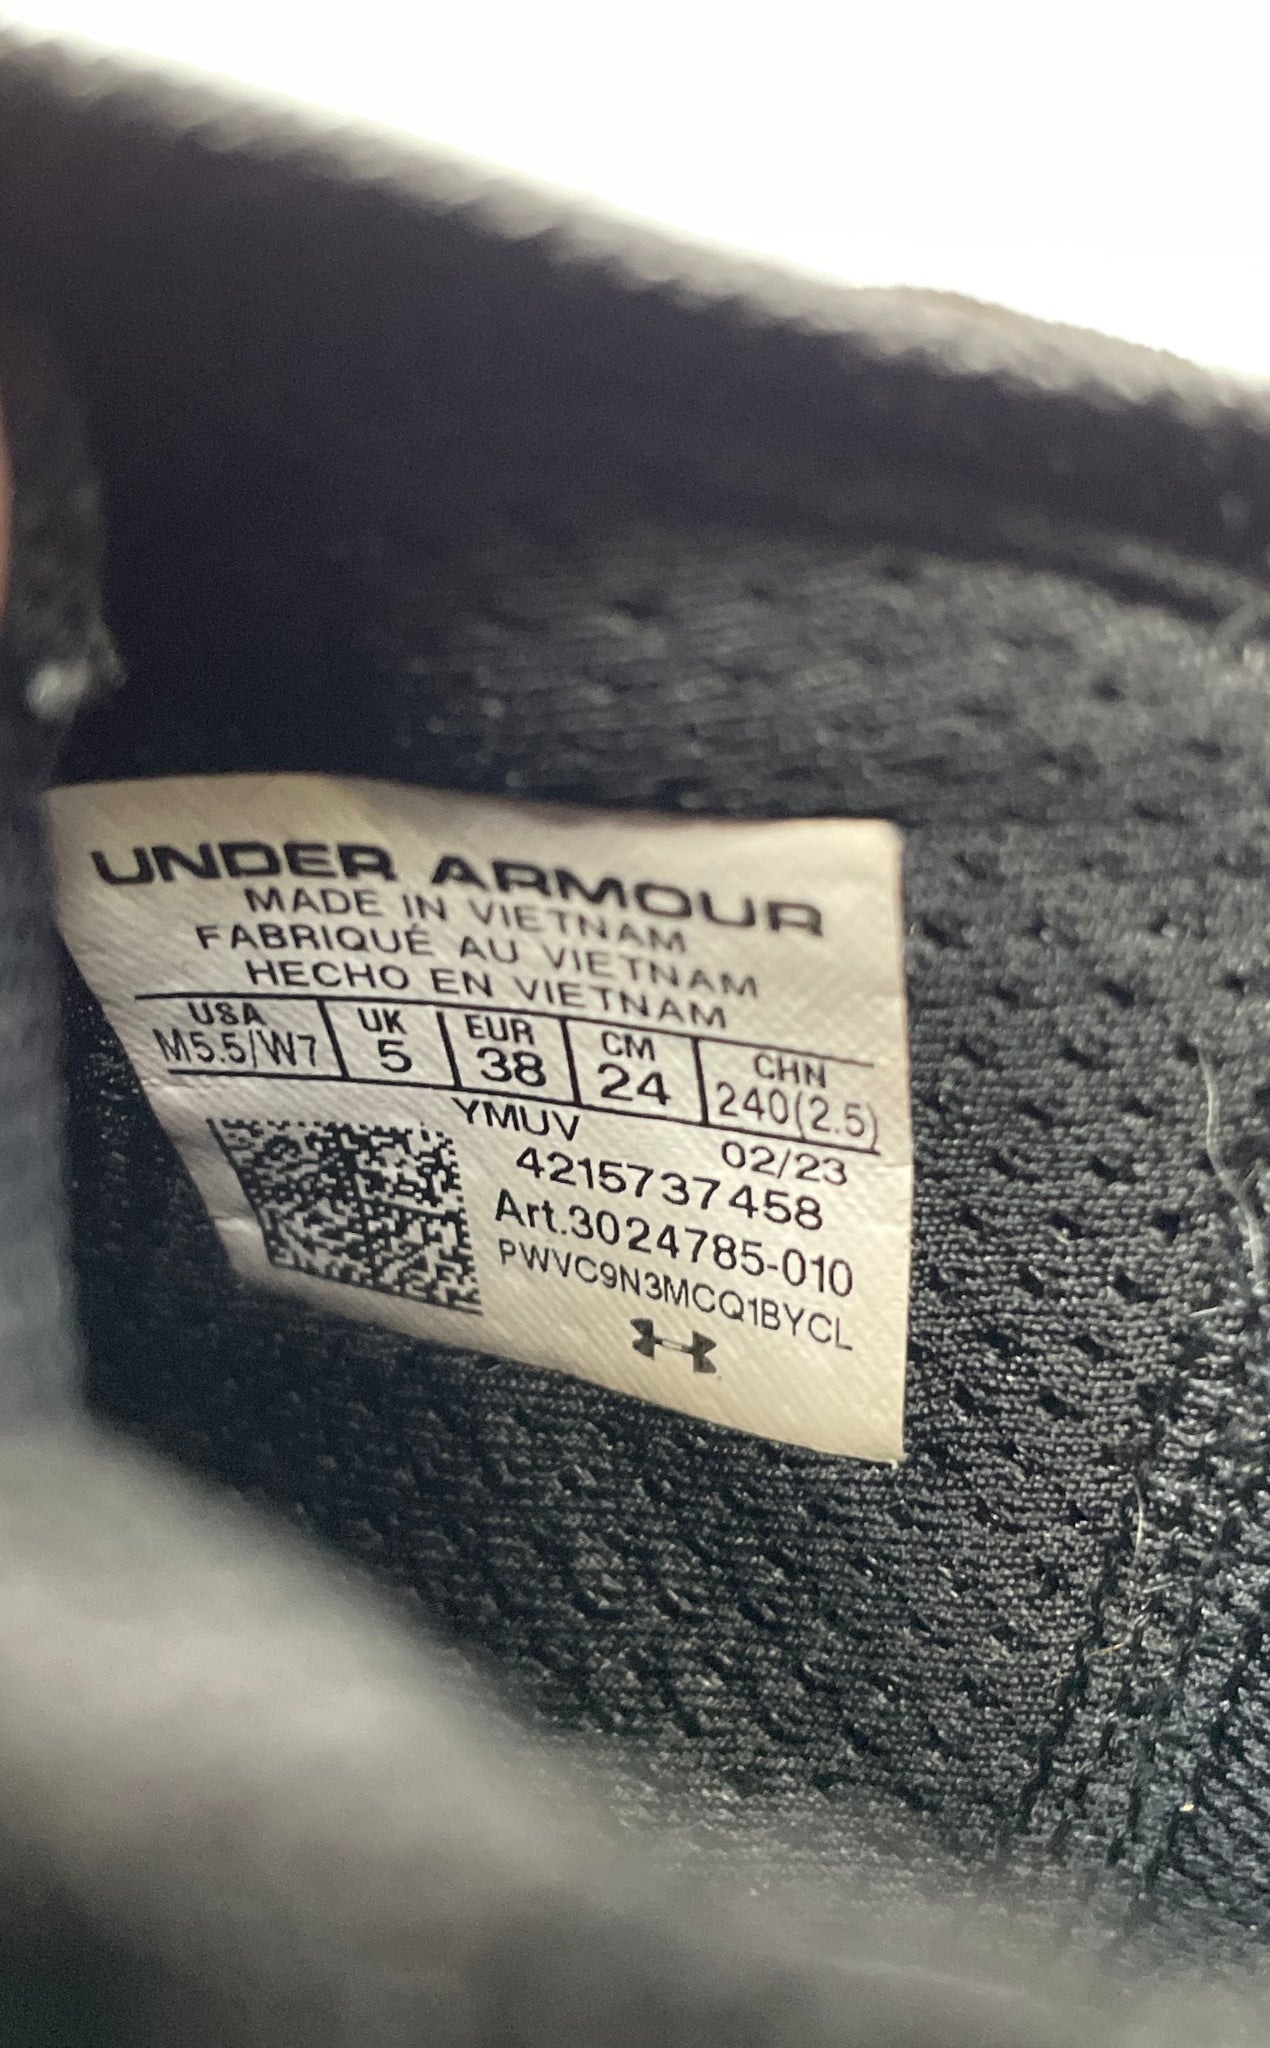 UNDER ARMOUR
MADE IN VIETNAM
FABRIQUÉ AU VIETNAM
HECHO EN VIETNAM
USA UK EUR CM CHN
M5.5/W7 5 38 24 240(2.5)
YMUV 02/23
4215737458
Art.3024785-010
PWVC9N3MCQ1BYCL